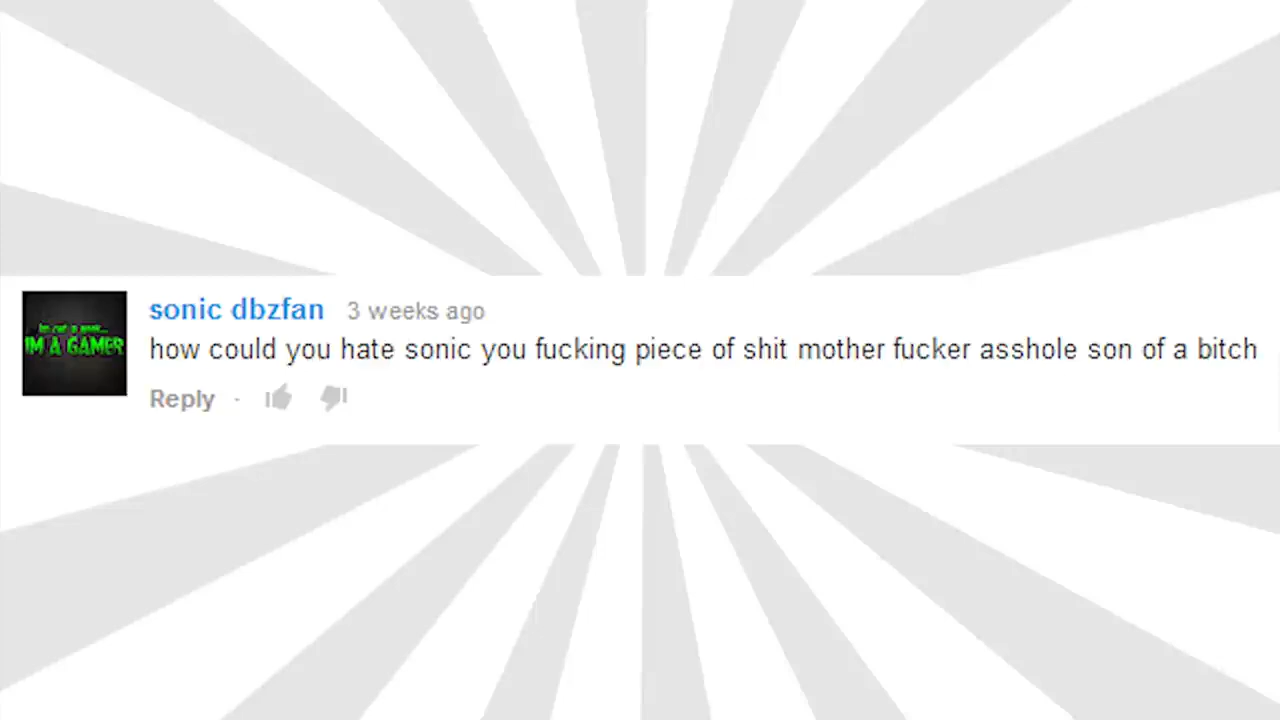 sonic dbzfan 3 weeks ago
IM A GAMER
how could you hate sonic you fucking piece of shit mother fucker asshole son of a bitch
Reply ·